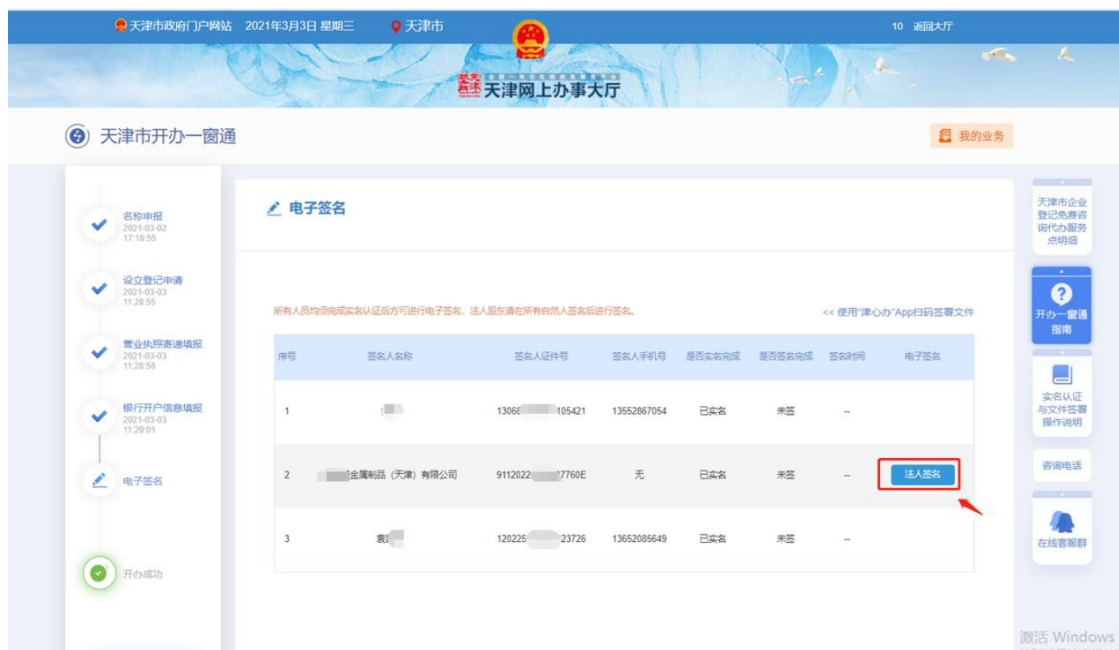 天津市政府门户网站 2021年3月3日 星期三 天津市 10 返回大厅
天津网上办事大厅
天津市开办一窗通 我的业务
名称申报
2021-03-02
17:19:55
设立登记申请
2021-03-03
11:28:55
营业执照寄递填报
2021-03-03
11:28:58
银行开户信息填报
2021-03-03
11:29:01
电子签名
开办成功
电子签名
所有人员均须完成实名认证后方可进行电子签名，法人股东请在所有自然人签名后进行签名。 << 使用“津心办”App扫码签署文件
序号 签名人名称 签名人证件号 签名人手机号 是否实名完成 是否签名完成 签名时间 电子签名
1 13068 105421 13552867054 已实名 未签 --
2 金属制品（天津）有限公司 9112022 7760E 无 已实名 未签 -- 法人签名
3 袁 120225 23726 13652085649 已实名 未签 --
天津市企业
登记免费咨
询代办服务
点明细
开办一窗通
指南
实名认证
与文件签署
操作说明
咨询电话
在线客服群
激活 Windows